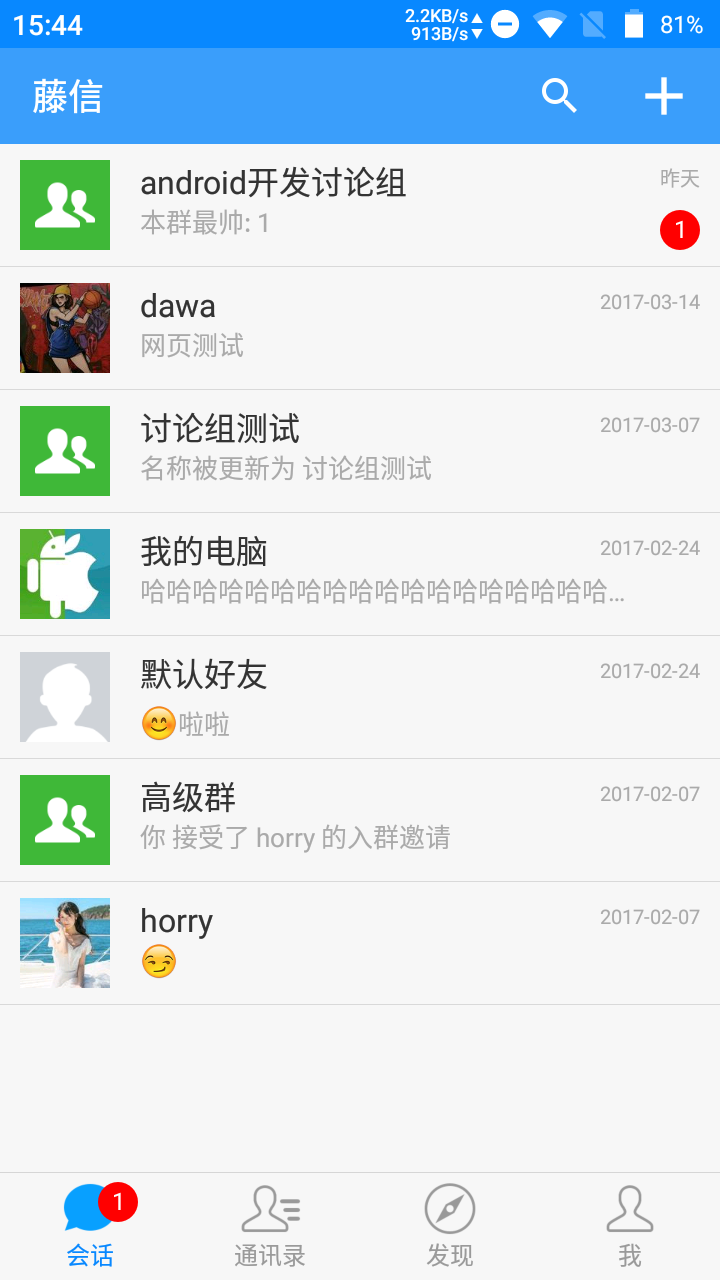 15:44
2.2KB/s
913B/s
81%
藤信
android开发讨论组
昨天
本群最帅: 1
1
dawa
2017-03-14
网页测试
讨论组测试
2017-03-07
名称被更新为 讨论组测试
我的电脑
2017-02-24
哈哈哈哈哈哈哈哈哈哈哈哈哈哈哈哈哈哈...
默认好友
2017-02-24
😊啦啦
高级群
2017-02-07
你 接受了 horry 的入群邀请
horry
2017-02-07
😏
1
会话
通讯录
发现
我